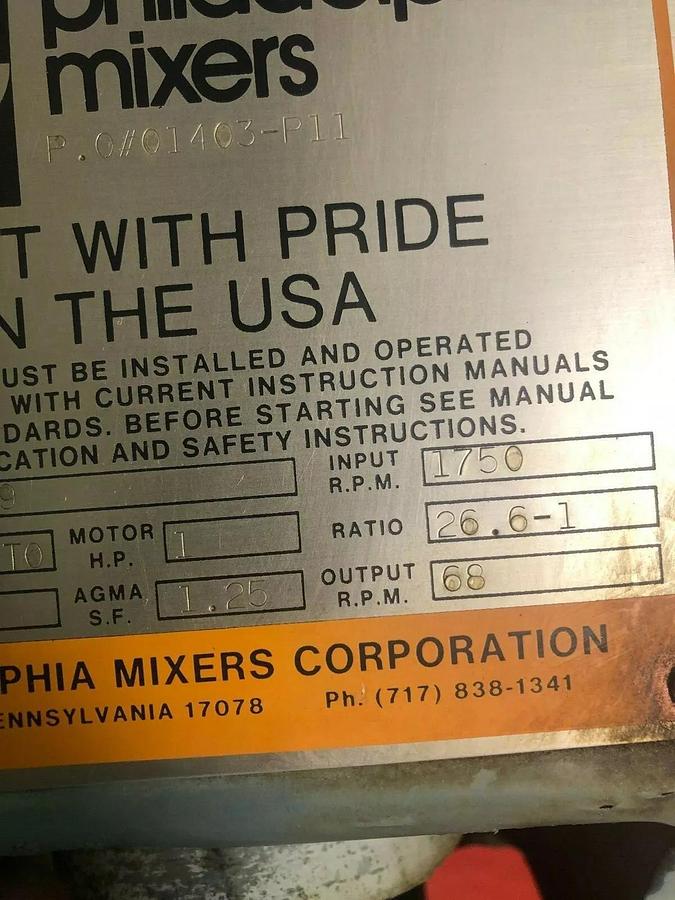 mixers
P.O#01403-P11
T WITH PRIDE
N THE USA
UST BE INSTALLED AND OPERATED
WITH CURRENT INSTRUCTION MANUALS
DARDS. BEFORE STARTING SEE MANUAL
CATION AND SAFETY INSTRUCTIONS.
9 INPUT R.P.M. 1750
TO MOTOR H.P. 1 RATIO 26.6-1
AGMA S.F. 1.25 OUTPUT R.P.M. 68
PHIA MIXERS CORPORATION
ENNSYLVANIA 17078 Ph. (717) 838-1341